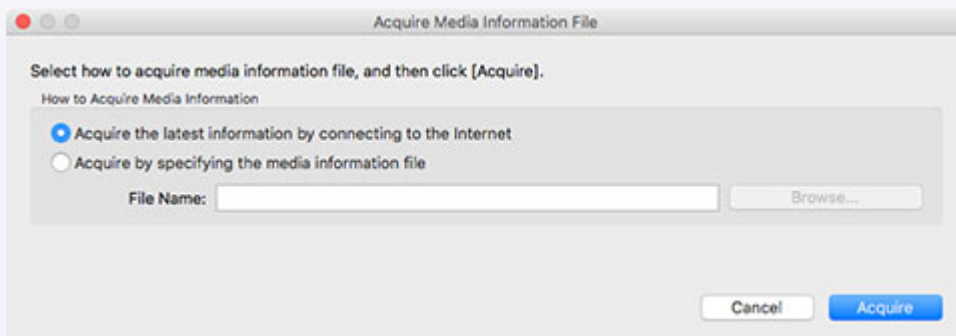 Acquire Media Information File
Select how to acquire media information file, and then click [Acquire].
How to Acquire Media Information
Acquire the latest information by connecting to the Internet
Acquire by specifying the media information file
File Name:
Browse...
Cancel
Acquire